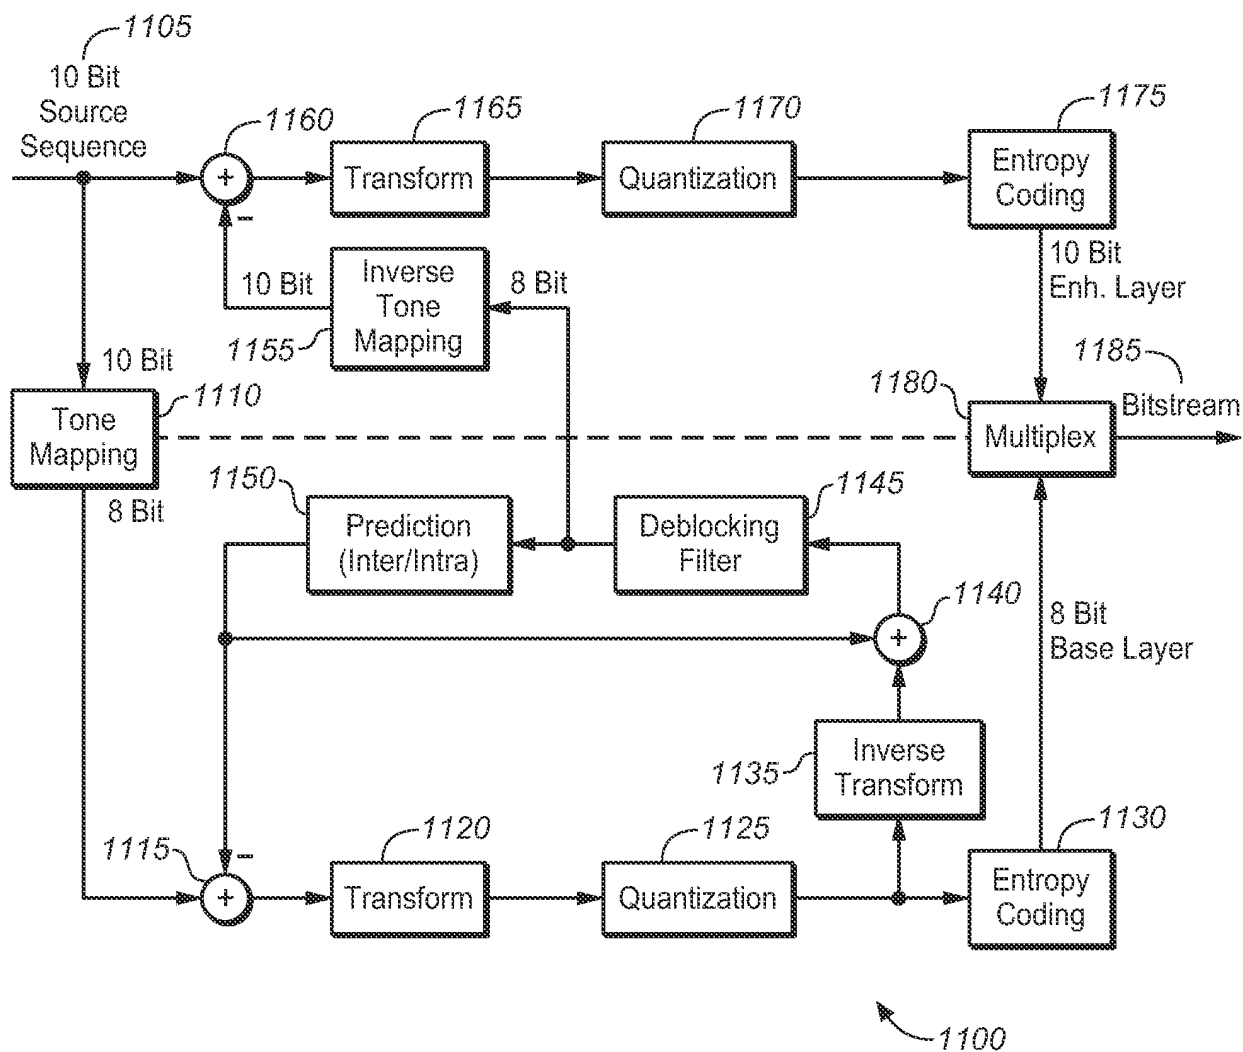 1105
10 Bit
Source
Sequence
1160
1165
1170
1175
+
Transform
Quantization
Entropy
Coding
-
10 Bit
Inverse
Tone
Mapping
8 Bit
1155
10 Bit
Enh. Layer
10 Bit
1110
Tone
Mapping
8 Bit
1180
1185
Bitstream
Multiplex
1150
Prediction
(Inter/Intra)
1145
Deblocking
Filter
1140
+
8 Bit
Base Layer
1135
Inverse
Transform
1115
-
+
1120
Transform
1125
Quantization
1130
Entropy
Coding
1100